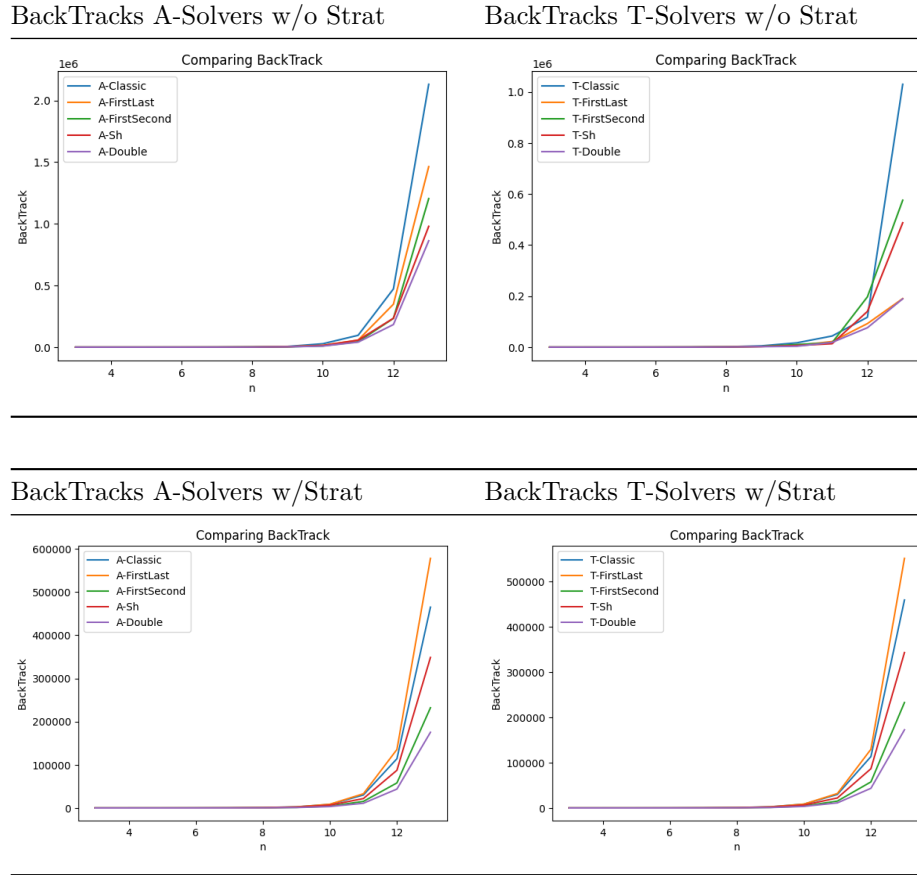 BackTracks A-Solvers w/o Strat
BackTracks T-Solvers w/o Strat
Comparing BackTrack
1e6
A-Classic
A-FirstLast
A-FirstSecond
A-Sh
A-Double
2.0
1.5
1.0
0.5
0.0
BackTrack
4 6 8 10 12
n
Comparing BackTrack
1e6
T-Classic
T-FirstLast
T-FirstSecond
T-Sh
T-Double
1.0
0.8
0.6
0.4
0.2
0.0
BackTrack
4 6 8 10 12
n
BackTracks A-Solvers w/Strat
BackTracks T-Solvers w/Strat
Comparing BackTrack
A-Classic
A-FirstLast
A-FirstSecond
A-Sh
A-Double
600000
500000
400000
300000
200000
100000
0
BackTrack
4 6 8 10 12
n
Comparing BackTrack
T-Classic
T-FirstLast
T-FirstSecond
T-Sh
T-Double
500000
400000
300000
200000
100000
0
BackTrack
4 6 8 10 12
n